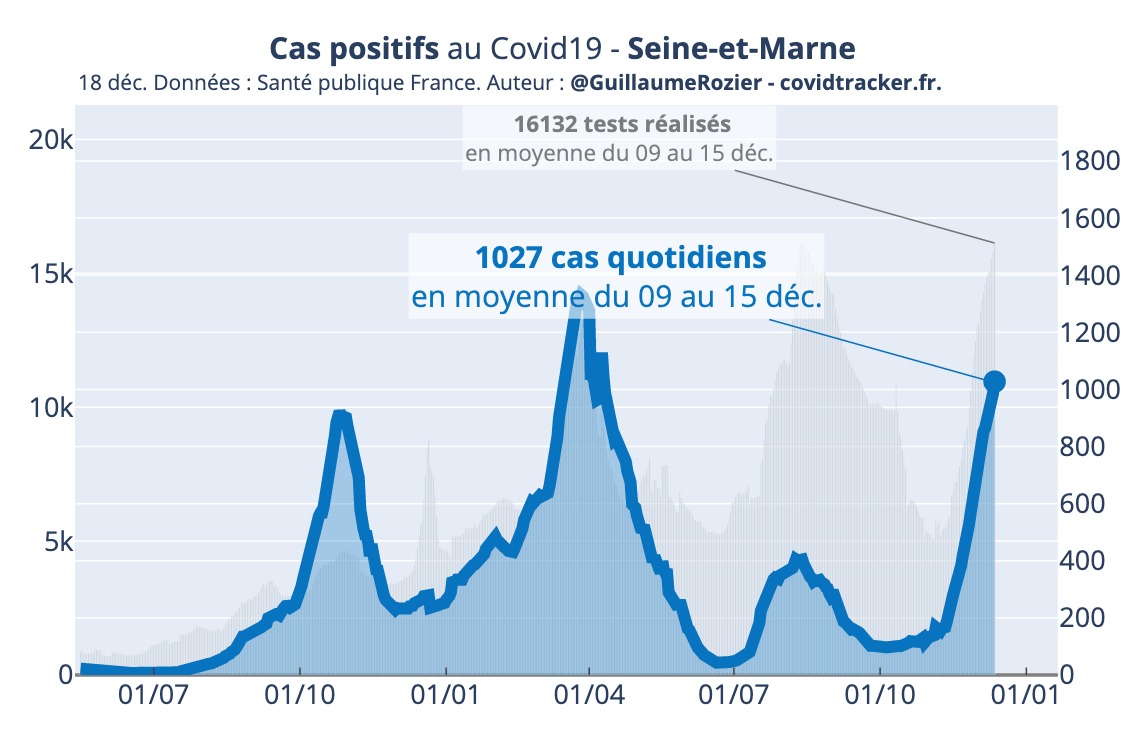 Cas positifs au Covid19 - Seine-et-Marne
18 déc. Données : Santé publique France. Auteur : @GuillaumeRozier - covidtracker.fr.
16132 tests réalisés
en moyenne du 09 au 15 déc.
1027 cas quotidiens
en moyenne du 09 au 15 déc.
20k
15k
10k
5k
0
1800
1600
1400
1200
1000
800
600
400
200
0
01/07 01/10 01/01 01/04 01/07 01/10 01/01